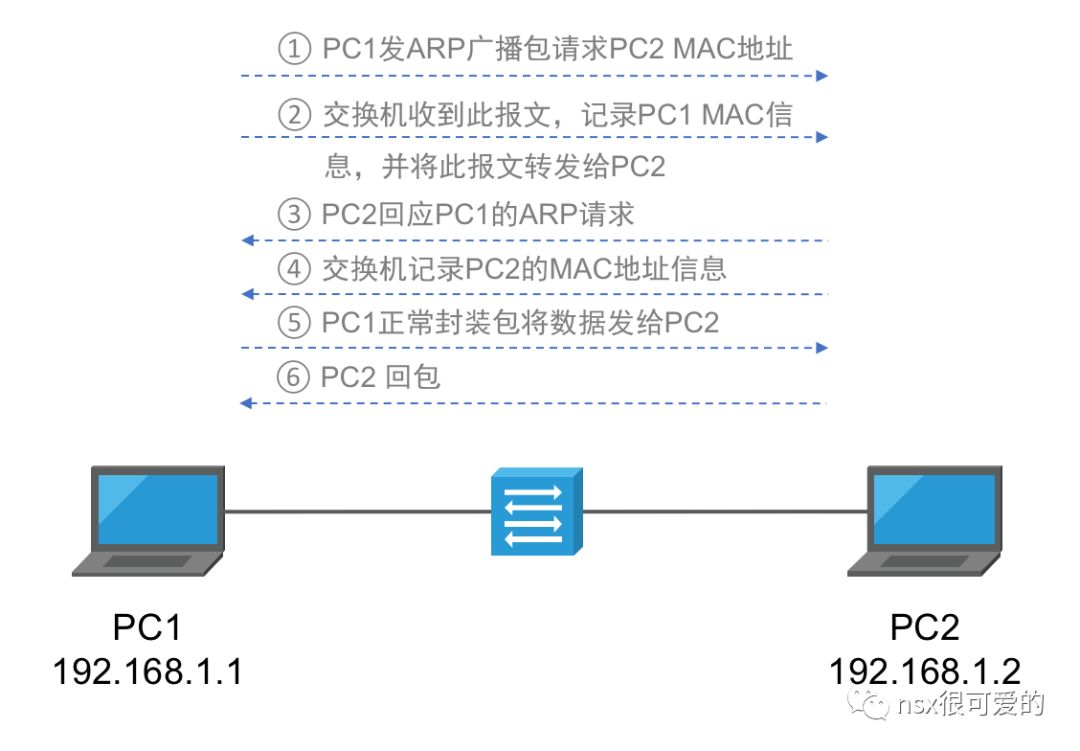 ① PC1发ARP广播包请求PC2 MAC地址
② 交换机收到此报文，记录PC1 MAC信
息，并将此报文转发给PC2
③ PC2回应PC1的ARP请求
④ 交换机记录PC2的MAC地址信息
⑤ PC1正常封装包将数据发给PC2
⑥ PC2 回包
PC1
192.168.1.1
PC2
192.168.1.2
nsx很可爱的